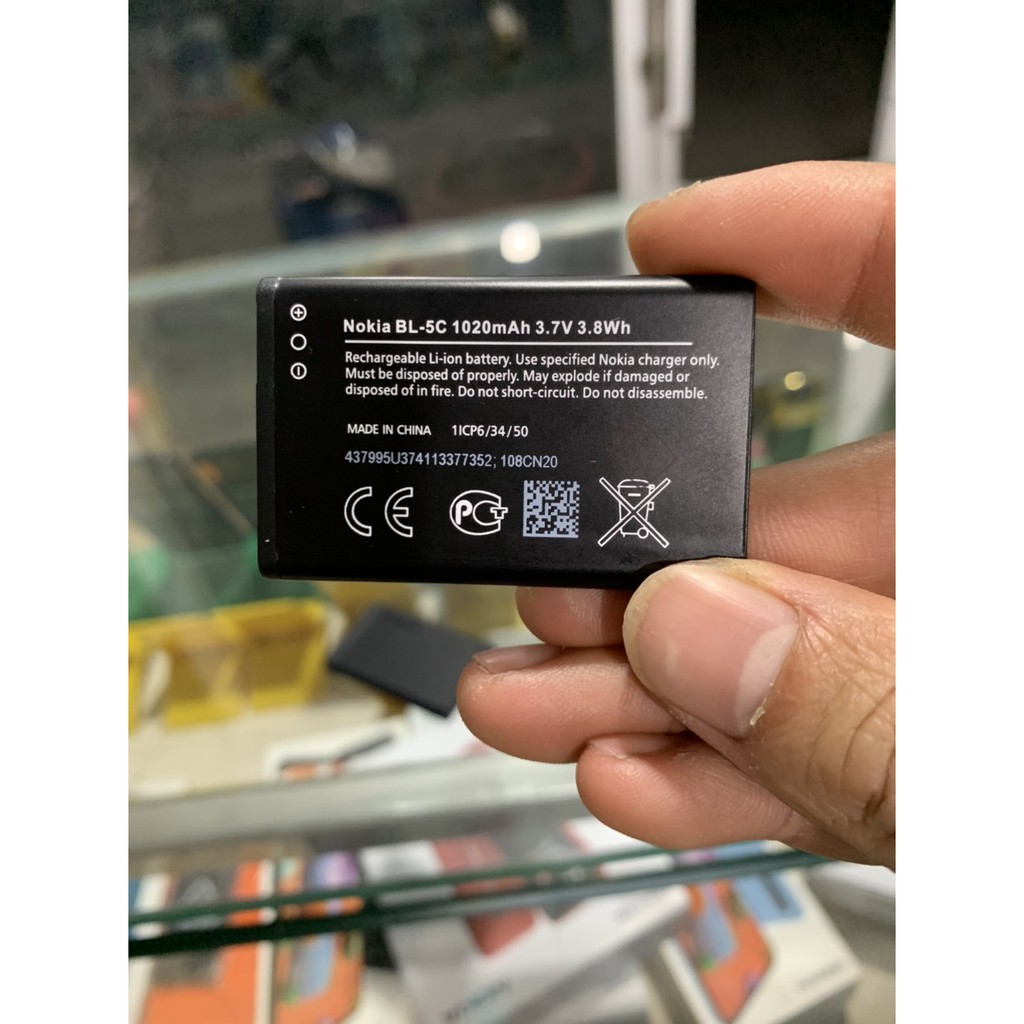 Nokia BL-5C 1020mAh 3.7V 3.8Wh
Rechargeable Li-ion battery. Use specified Nokia charger only.
Must be disposed of properly. May explode if damaged or
disposed of in fire. Do not short-circuit. Do not disassemble.
MADE IN CHINA 1ICP6/34/50
437995U374113377352; 108CN20
CE PCT